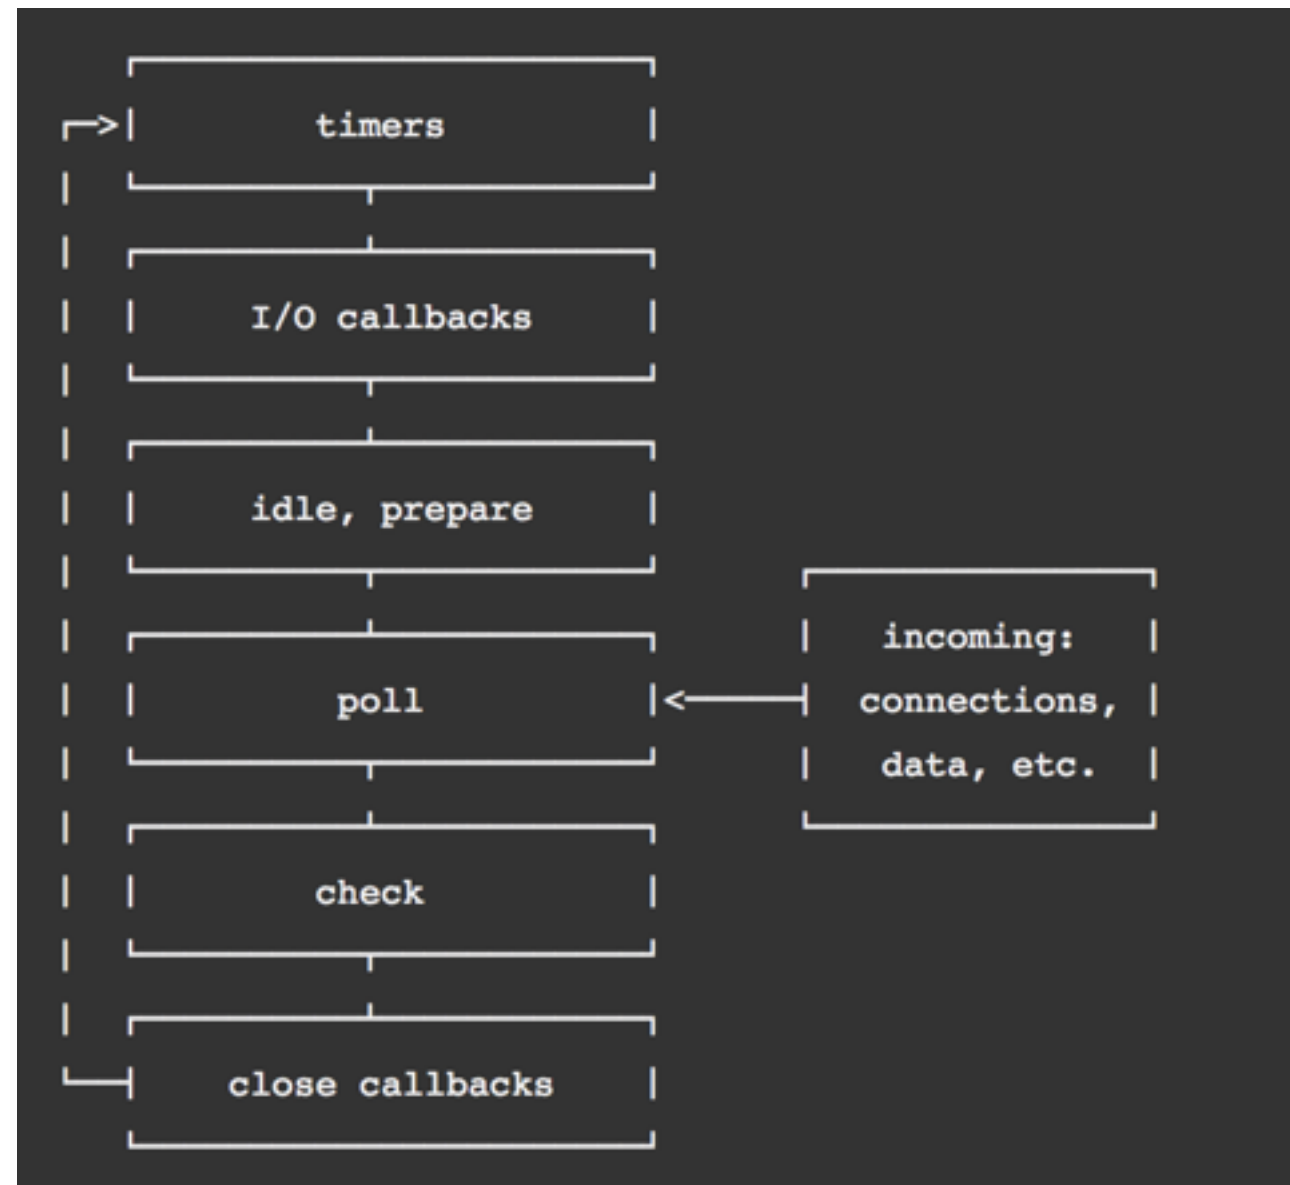 timers
I/O callbacks
idle, prepare
poll
incoming:
connections,
data, etc.
check
close callbacks